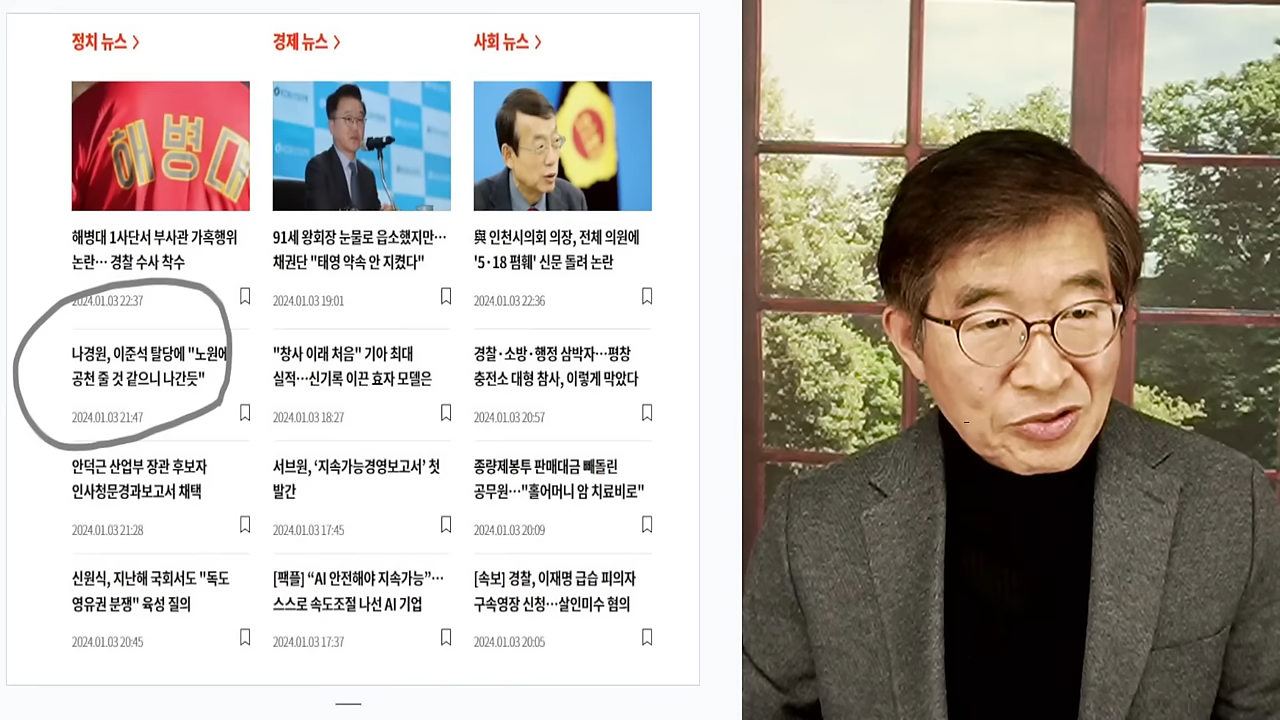 정치 뉴스 >
해병대
해병대 1사단서 부사관 가혹행위
논란… 경찰 수사 착수
2024.01.03 22:37
나경원, 이준석 탈당에 "노원에
공천 줄 것 같으니 나간듯"
2024.01.03 21:47
안덕근 산업부 장관 후보자
인사청문경과보고서 채택
2024.01.03 21:28
신원식, 지난해 국회서도 "독도
영유권 분쟁" 육성 질의
2024.01.03 20:45
경제 뉴스 >
91세 왕회장 눈물로 읍소했지만…
채권단 "태영 약속 안 지켰다"
2024.01.03 19:01
"창사 이래 처음" 기아 최대
실적…신기록 이끈 효자 모델은
2024.01.03 18:27
서브원, ‘지속가능경영보고서’ 첫
발간
2024.01.03 17:45
[팩플] “AI 안전해야 지속가능”…
스스로 속도조절 나선 AI 기업
2024.01.03 17:37
사회 뉴스 >
與 인천시의회 의장, 전체 의원에
'5·18 폄훼' 신문 돌려 논란
2024.01.03 22:36
경찰·소방·행정 삼박자…평창
충전소 대형 참사, 이렇게 막았다
2024.01.03 20:57
종량제봉투 판매대금 빼돌린
공무원…"홀어머니 암 치료비로"
2024.01.03 20:09
[속보] 경찰, 이재명 급습 피의자
구속영장 신청…살인미수 혐의
2024.01.03 20:05